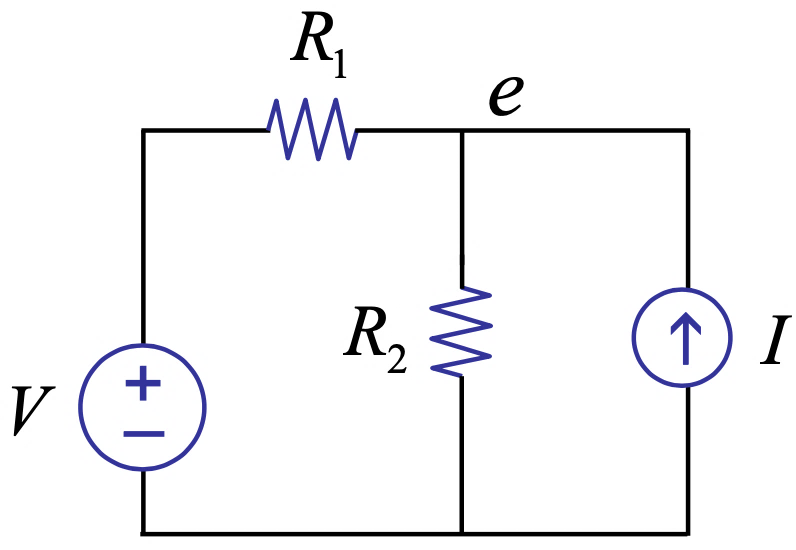 R₁
e
R₂
I
V
+
−